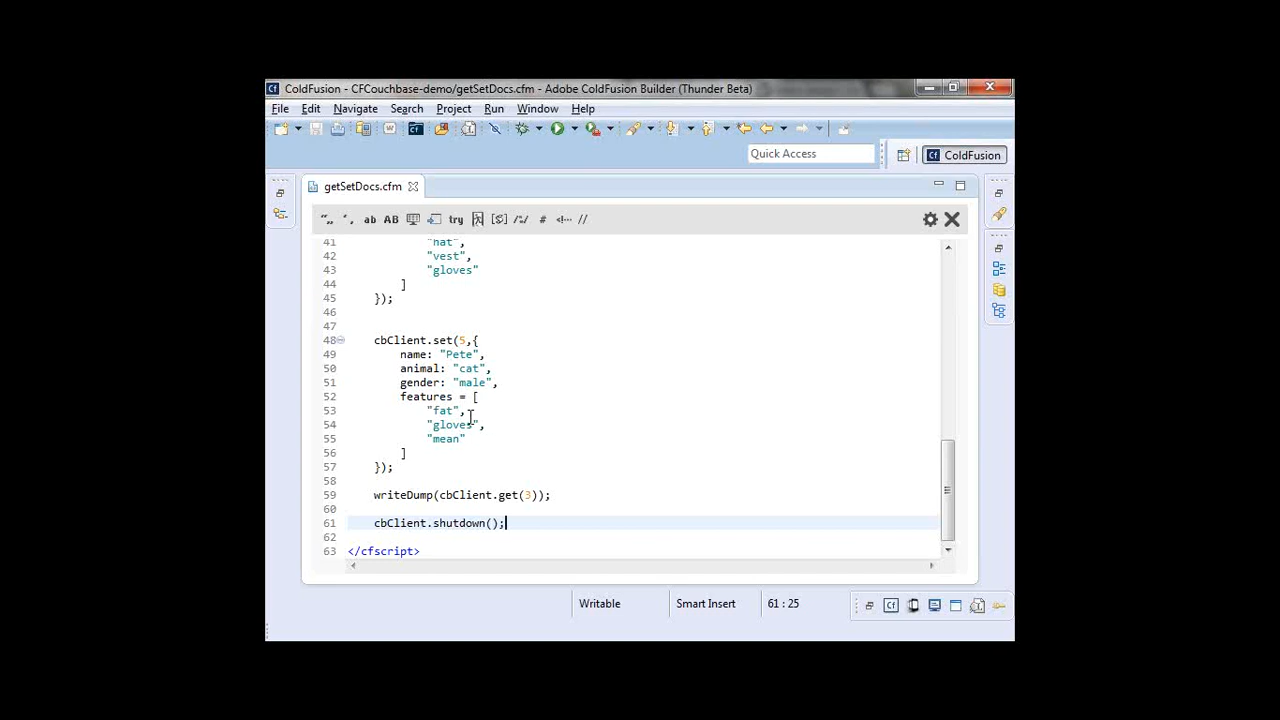 ColdFusion - CFCouchbase-demo/getSetDocs.cfm - Adobe ColdFusion Builder (Thunder Beta)
File Edit Navigate Search Project Run Window Help
Quick Access
ColdFusion
getSetDocs.cfm
ab AB try /*/ # <!-- //
41 "hat",
42 "vest",
43 "gloves"
44 ]
45 });
46
47
48 cbClient.set(5,{
49 name: "Pete",
50 animal: "cat",
51 gender: "male",
52 features = [
53 "fat",
54 "gloves",
55 "mean"
56 ]
57 });
58
59 writeDump(cbClient.get(3));
60
61 cbClient.shutdown();
62
63 </cfscript>
Writable Smart Insert 61 : 25